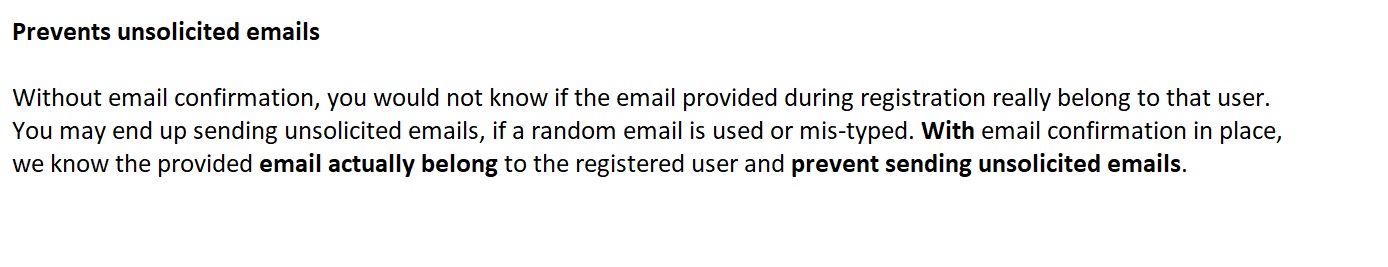 Prevents unsolicited emails
Without email confirmation, you would not know if the email provided during registration really belong to that user.
You may end up sending unsolicited emails, if a random email is used or mis-typed. With email confirmation in place,
we know the provided email actually belong to the registered user and prevent sending unsolicited emails.